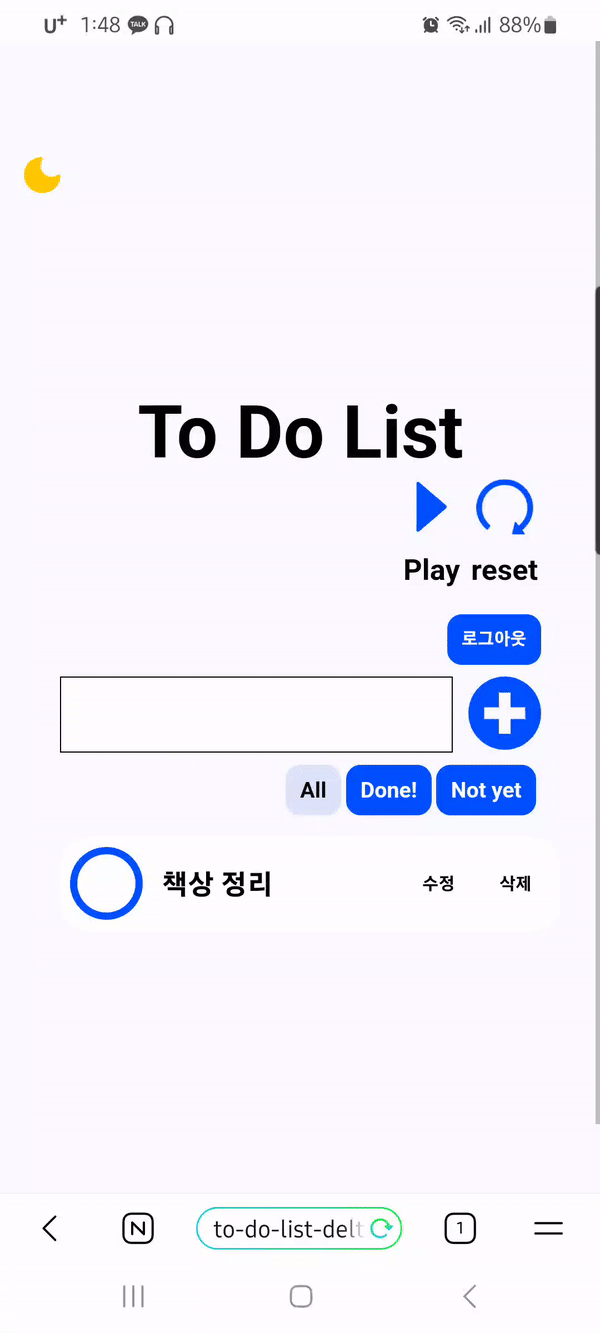 U+ 1:48 TALK 88%
To Do List
Play reset
로그아웃
All Done! Not yet
책상 정리 수정 삭제
N to-do-list-delt 1